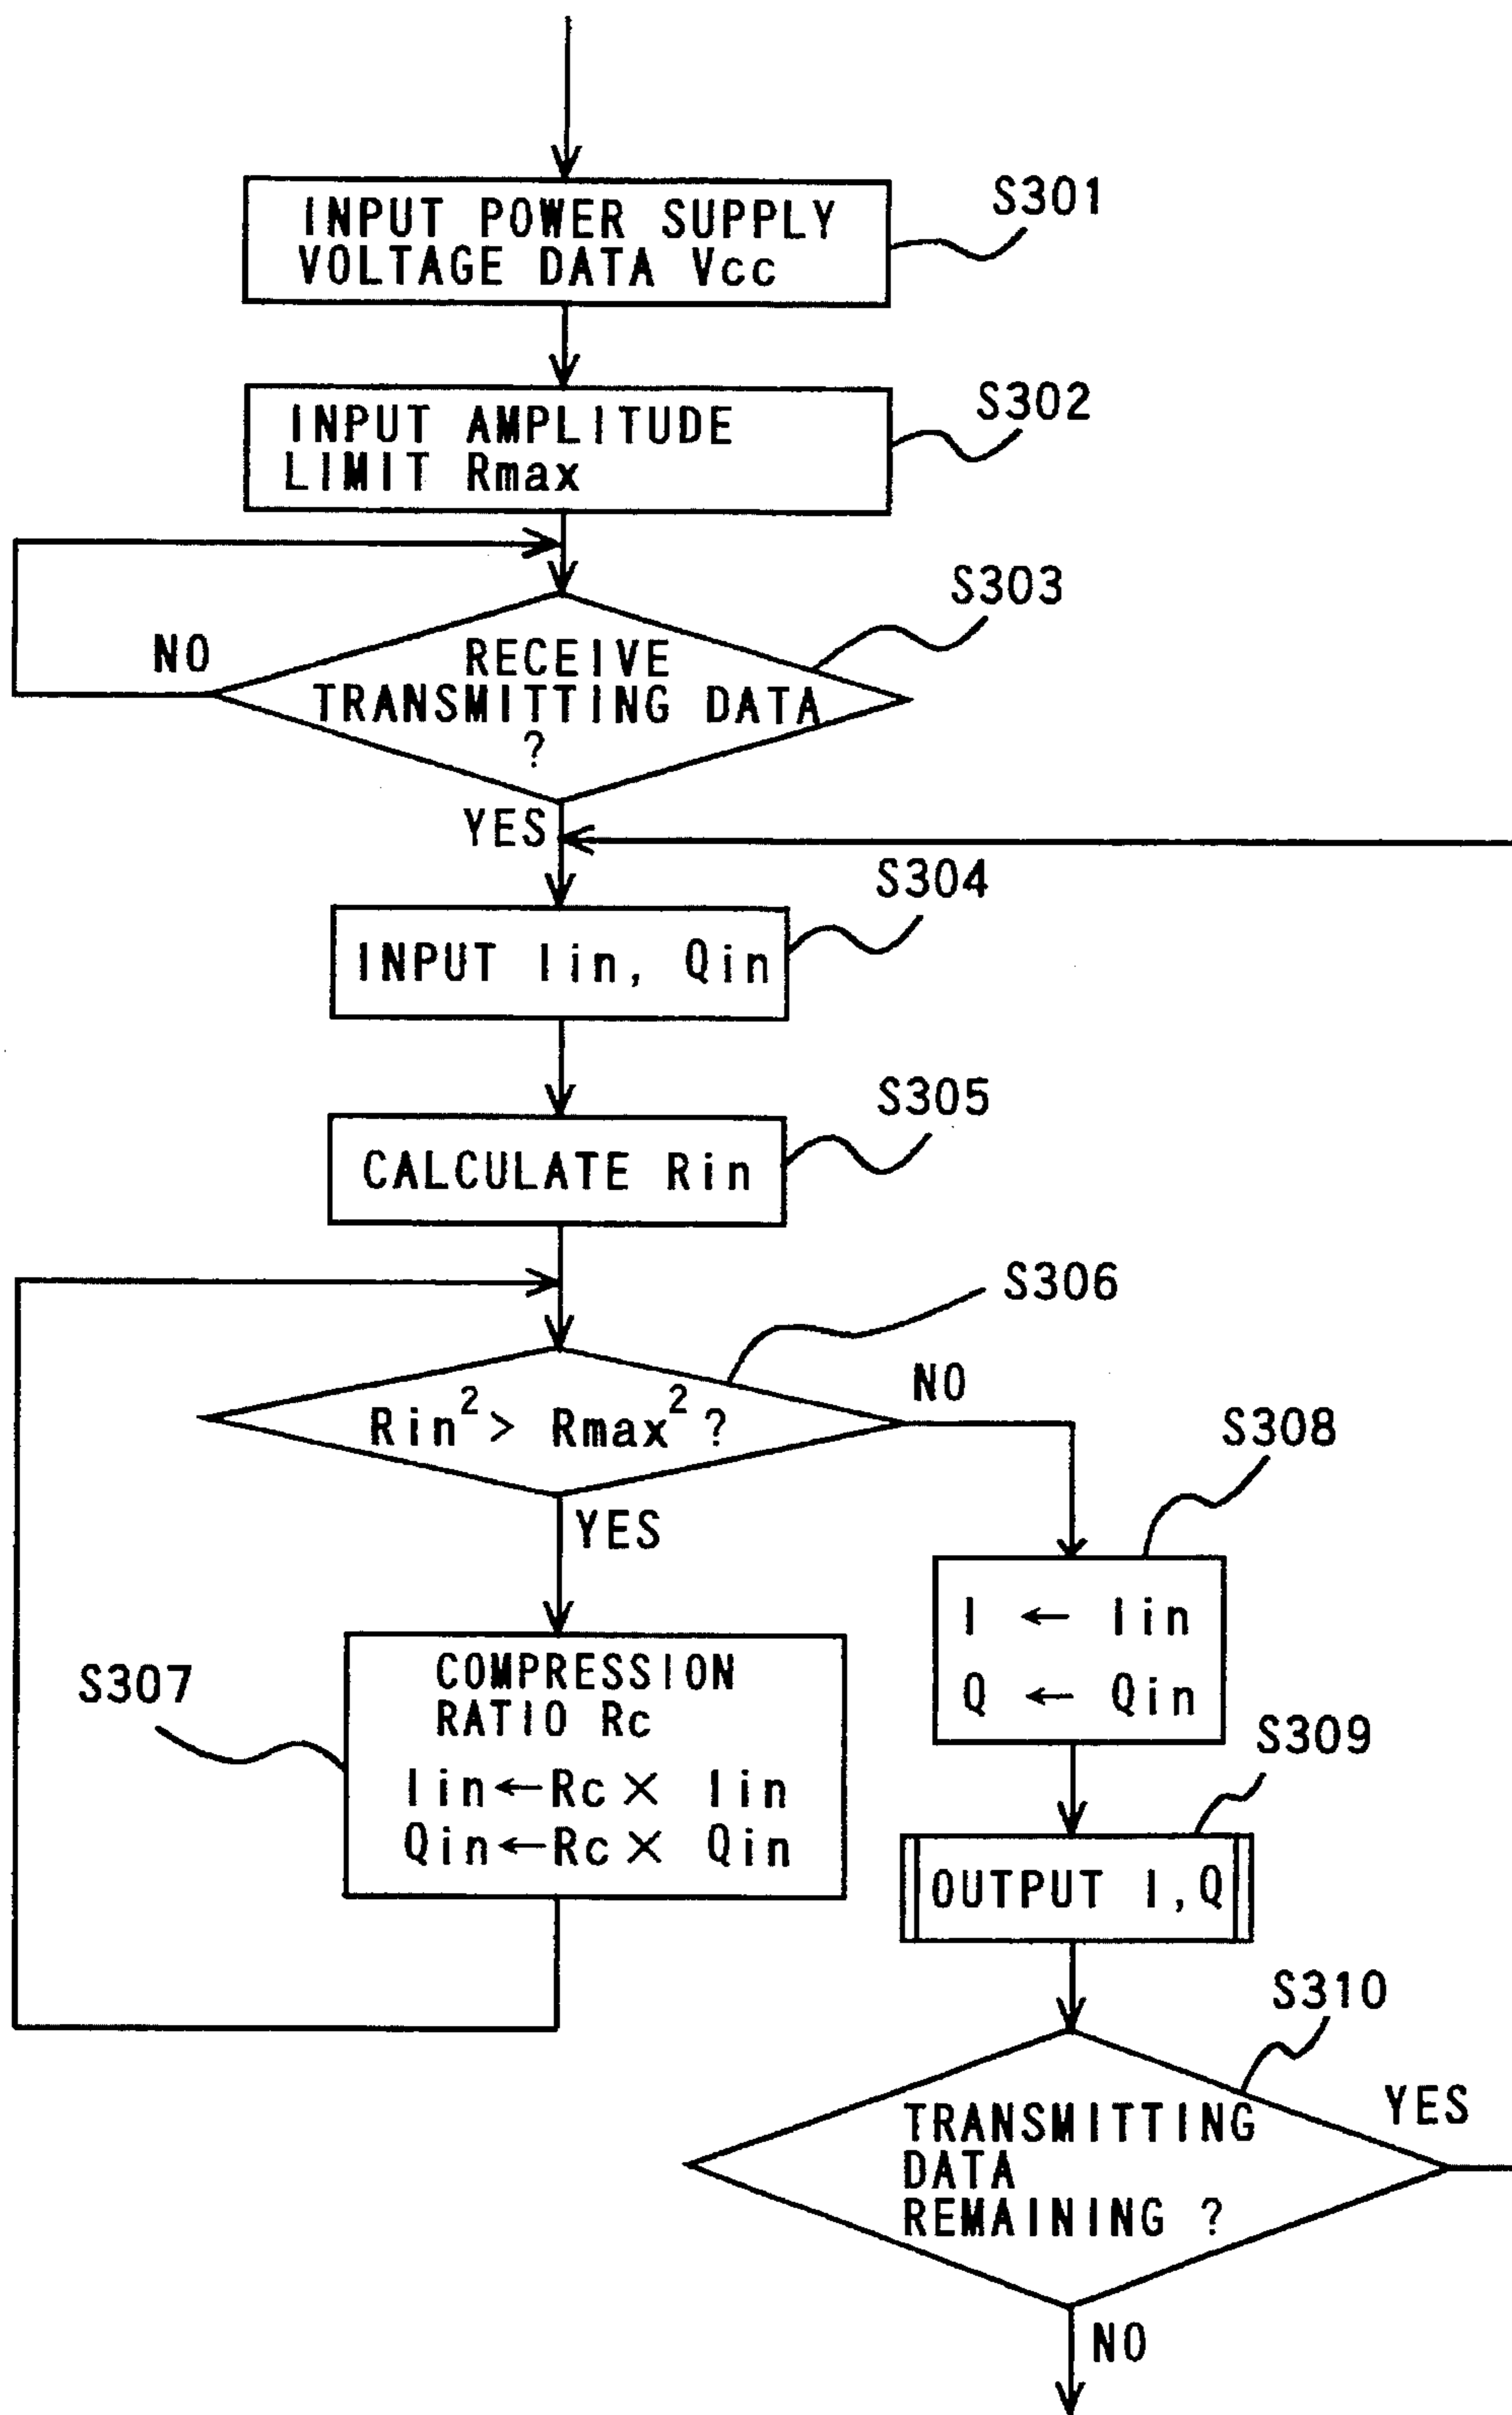 INPUT POWER SUPPLY
VOLTAGE DATA Vcc
S301
INPUT AMPLITUDE
LIMIT Rmax
S302
S303
NO
RECEIVE
TRANSMITTING DATA
?
YES
S304
INPUT Iin, Qin
S305
CALCULATE Rin
S306
Rin² > Rmax² ?
NO
YES
S308
I ← Iin
Q ← Qin
S307
COMPRESSION
RATIO Rc
Iin←Rc × Iin
Qin←Rc × Qin
S309
OUTPUT I,Q
S310
TRANSMITTING
DATA
REMAINING ?
YES
NO